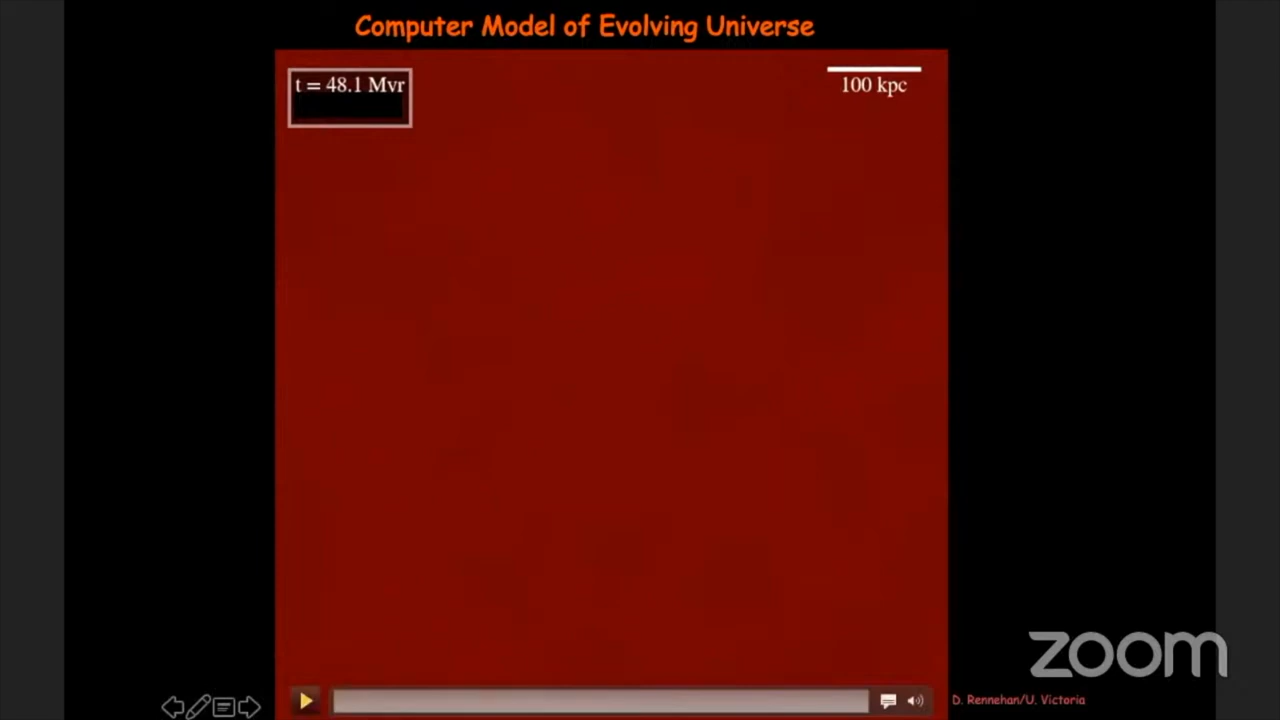 Computer Model of Evolving Universe
t = 48.1 Myr
100 kpc
zoom
D. Rennehan/U. Victoria